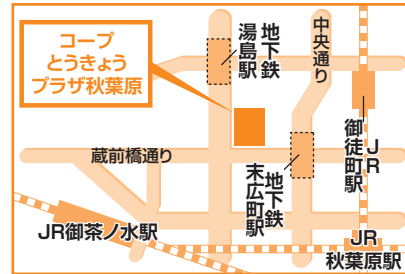 コープ
とうきょう
プラザ秋葉原
地下鉄
湯島駅
中央通り
JR
御徒町駅
蔵前橋通り
地下鉄
末広町駅
JR御茶ノ水駅
JR
秋葉原駅